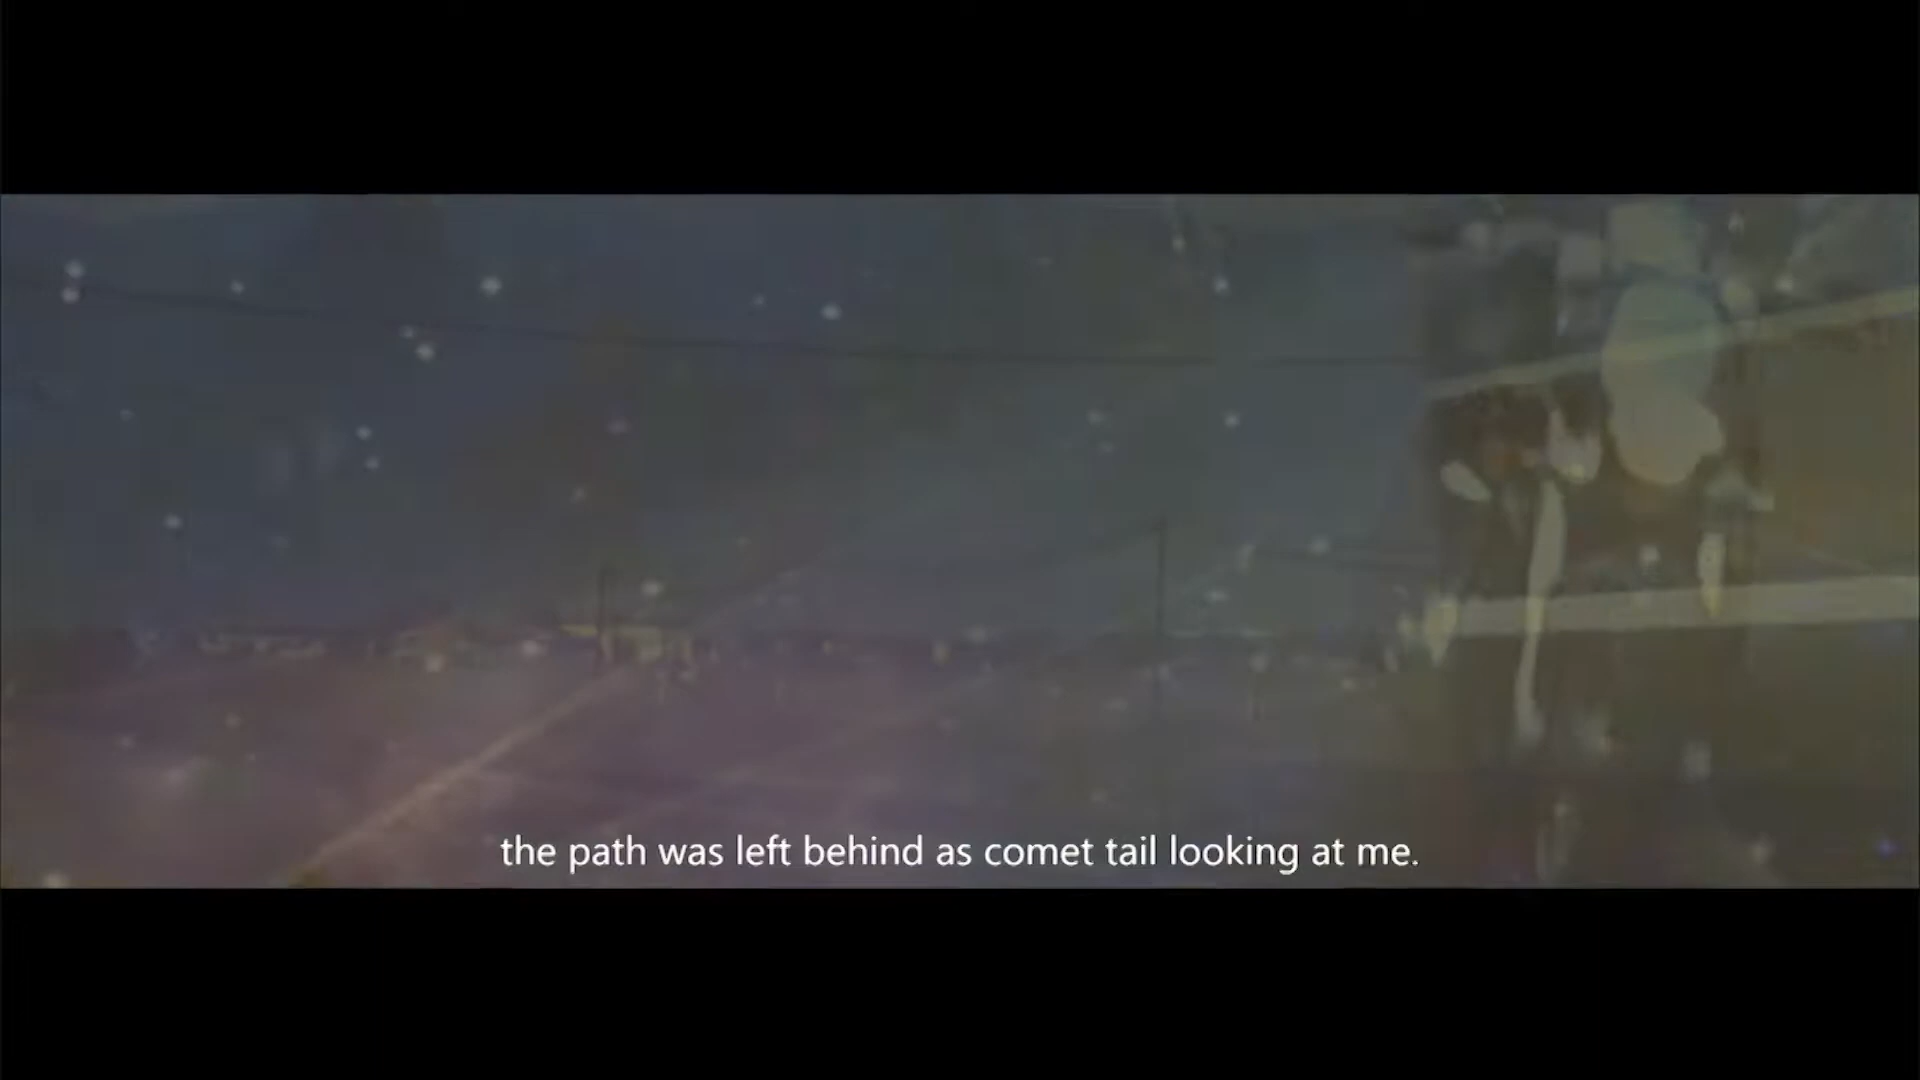 the path was left behind as comet tail looking at me.